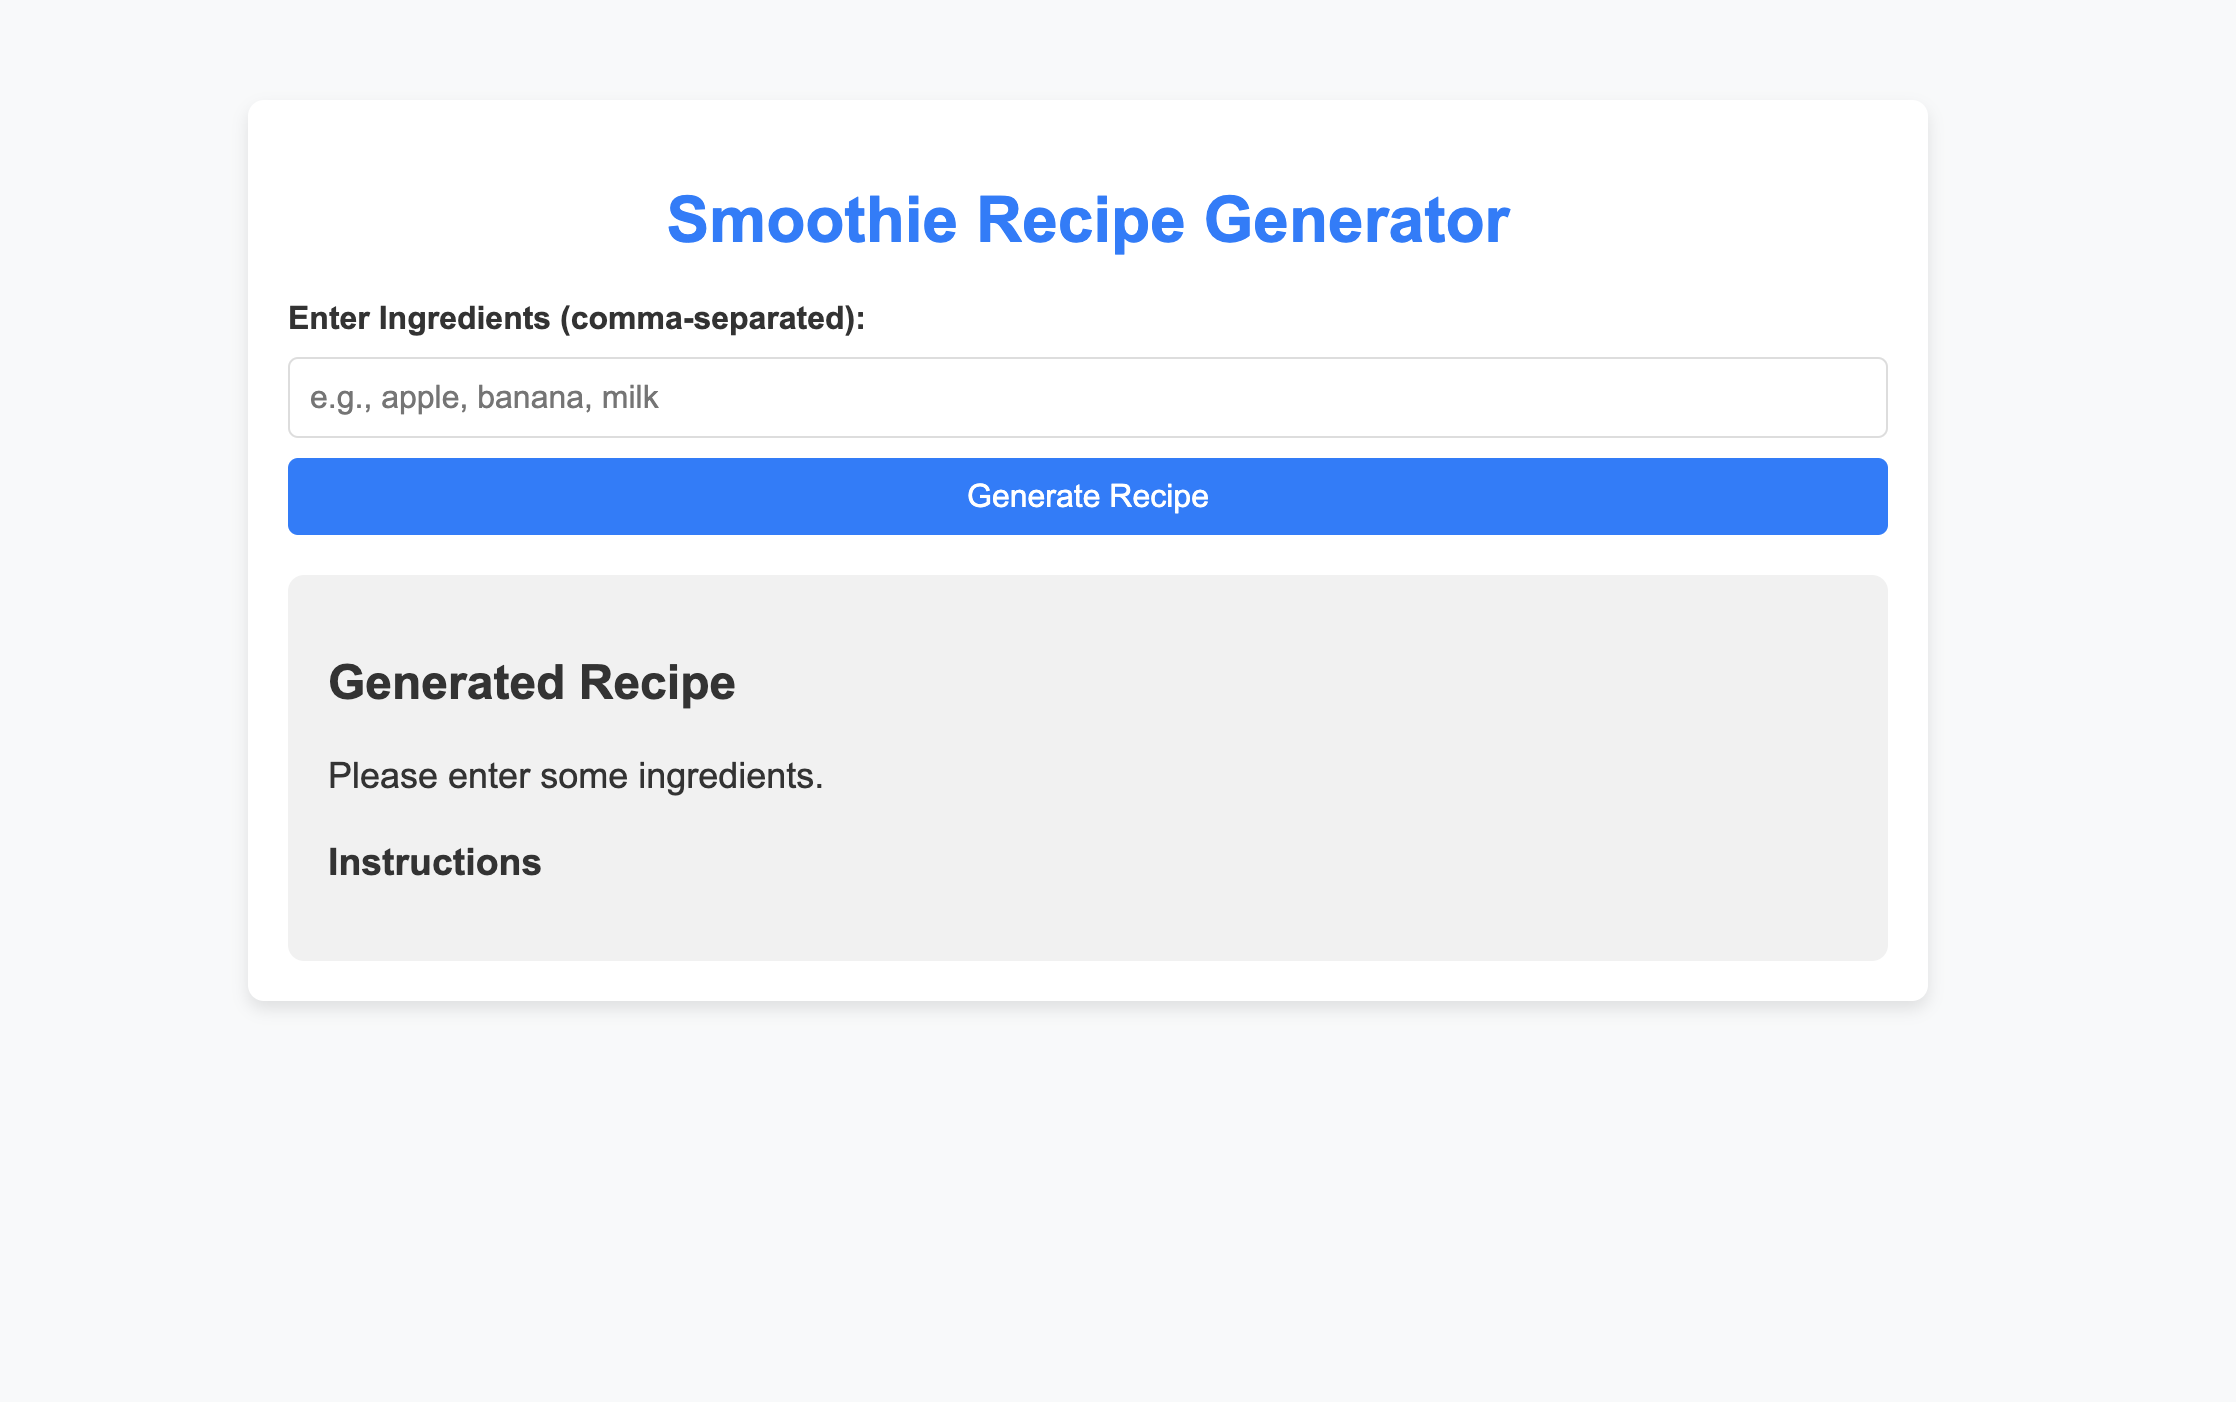 Smoothie Recipe Generator
Enter Ingredients (comma-separated):
e.g., apple, banana, milk
Generate Recipe
Generated Recipe
Please enter some ingredients.
Instructions